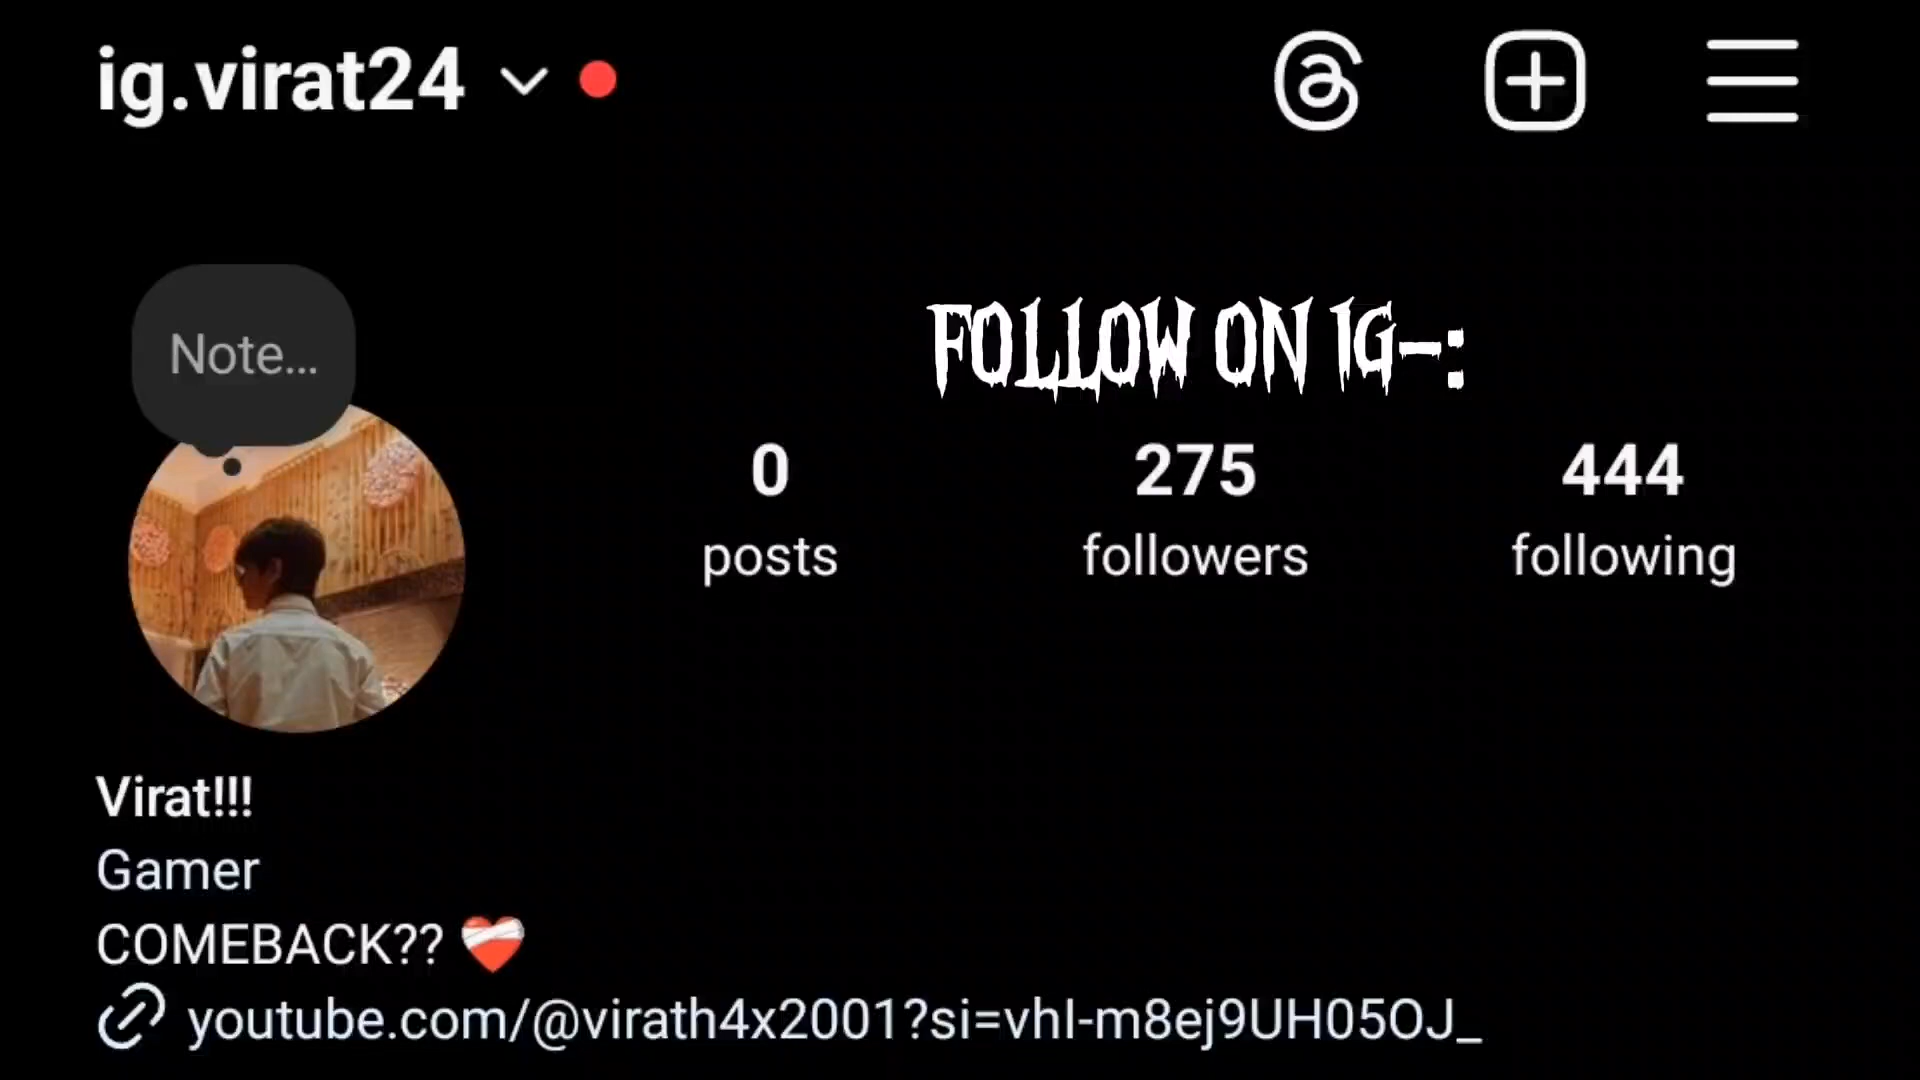 ig.virat24
Note...
FOLLOW ON IG-:
0 275 444
posts followers following
Virat!!!
Gamer
COMEBACK?? ❤️‍🩹
youtube.com/@virath4x2001?si=vhI-m8ej9UH05OJ_